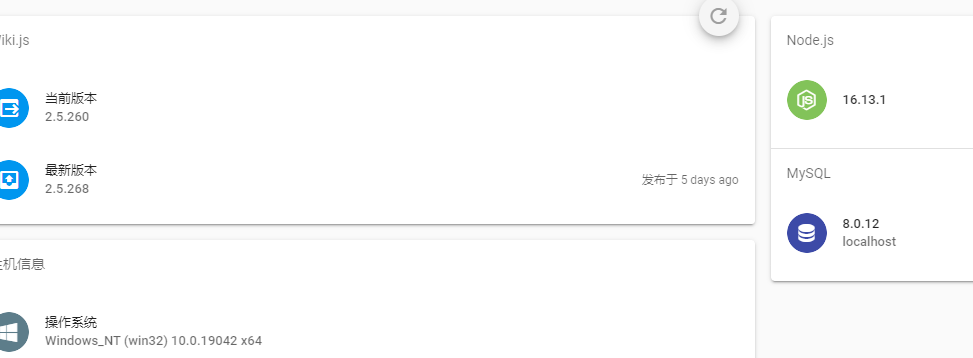 iki.js
当前版本
2.5.260
最新版本
2.5.268
发布于 5 days ago
主机信息
操作系统
Windows_NT (win32) 10.0.19042 x64
Node.js
16.13.1
MySQL
8.0.12
localhost